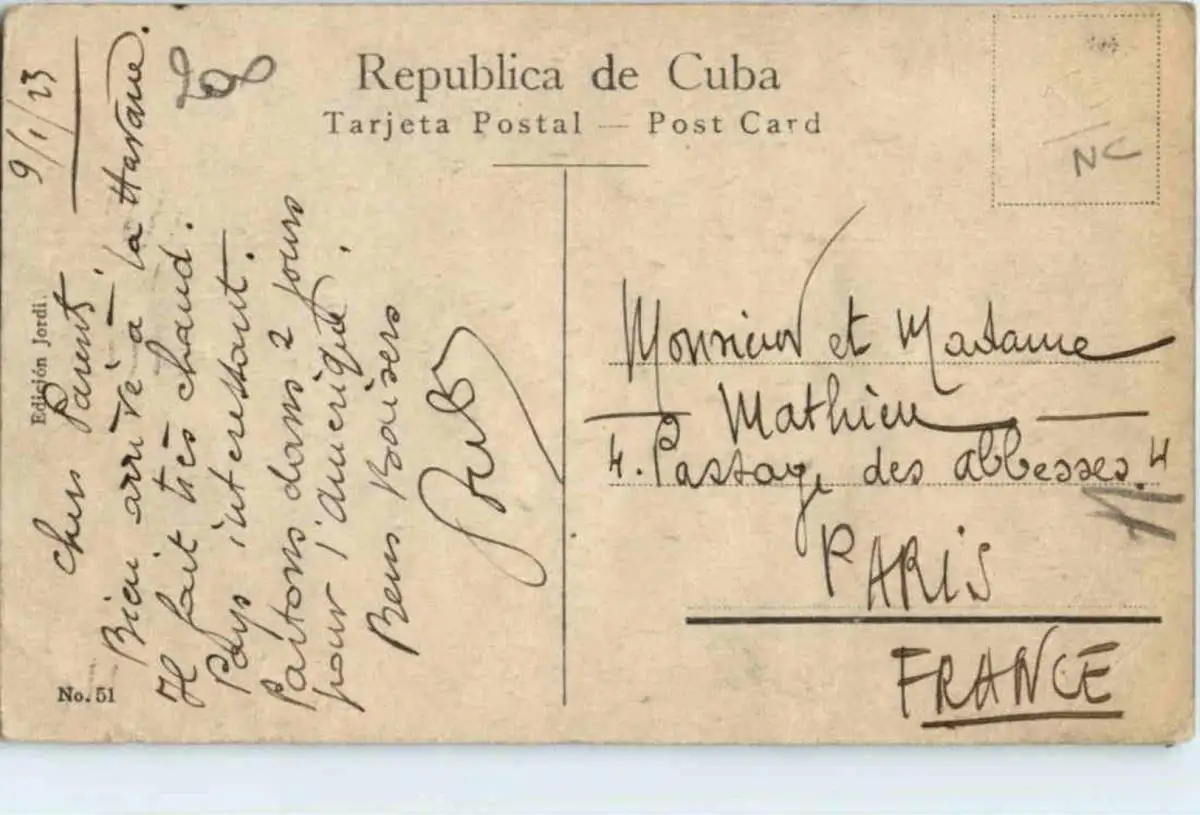 Republica de Cuba
Tarjeta Postal — Post Card
NC
9/1/23
Chers Parents,
Bien arrivé à la Havane.
Il fait très chaud.
Pays intéressant.
Partons dans 2 jours
pour l'Amérique.
Bons Baisers
Monsieur et Madame
Mathieu
4. Passage des Abbesses. 4
PARIS
FRANCE
Edición Jordi.
No. 51